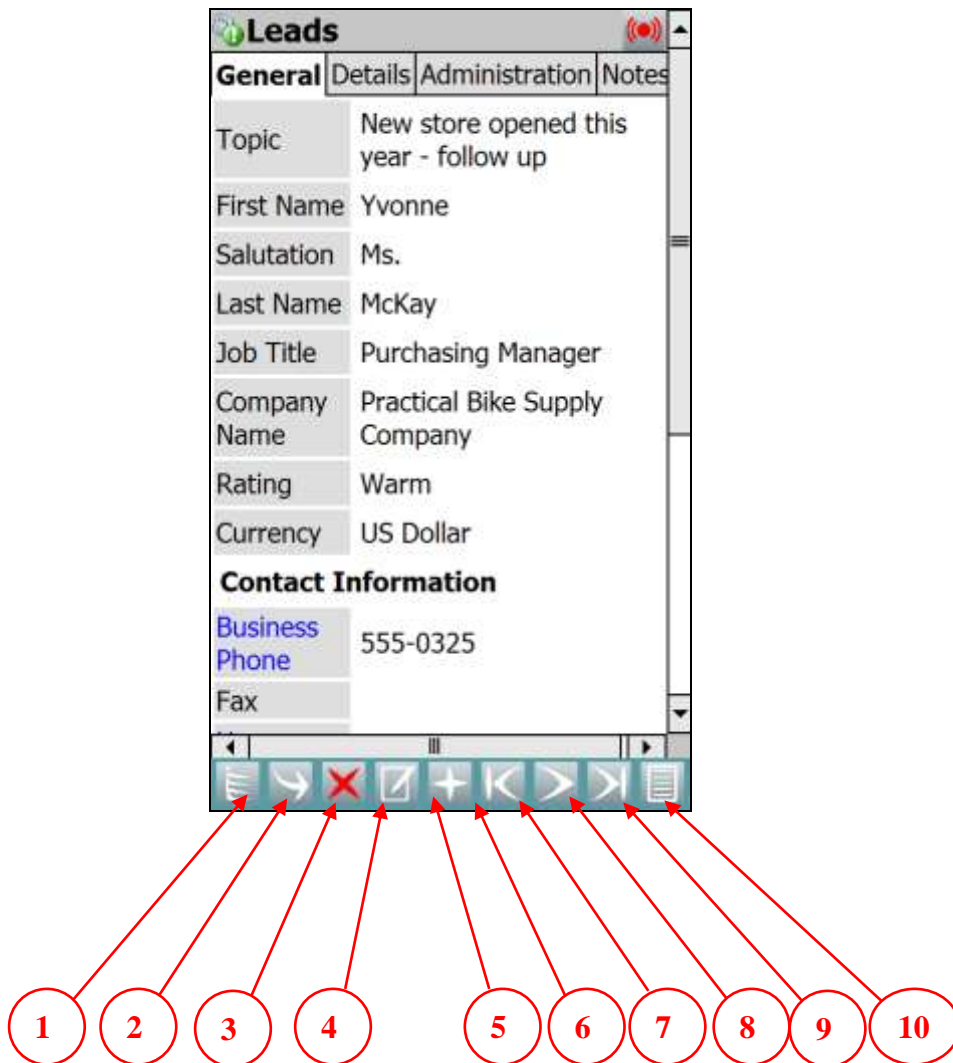 Leads
General Details Administration Notes
Topic New store opened this
year - follow up
First Name Yvonne
Salutation Ms.
Last Name McKay
Job Title Purchasing Manager
Company Practical Bike Supply
Name Company
Rating Warm
Currency US Dollar
Contact Information
Business
Phone 555-0325
Fax
1 2 3 4 5 6 7 8 9 10